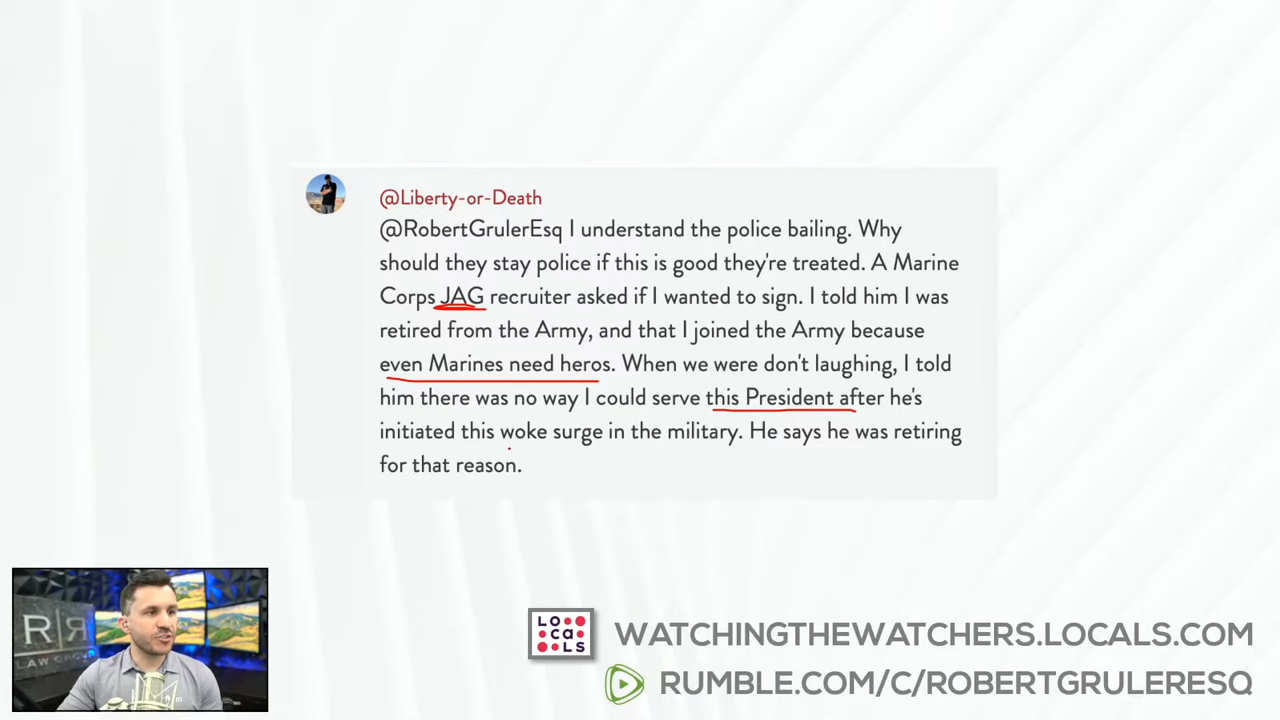 @Liberty-or-Death
@RobertGrulerEsq I understand the police bailing. Why
should they stay police if this is good they're treated. A Marine
Corps JAG recruiter asked if I wanted to sign. I told him I was
retired from the Army, and that I joined the Army because
even Marines need heros. When we were don't laughing, I told
him there was no way I could serve this President after he's
initiated this woke surge in the military. He says he was retiring
for that reason.
R|R
LAW GROUP
LOCALS
WATCHINGTHEWATCHERS.LOCALS.COM
RUMBLE.COM/C/ROBERTGRULERESQ